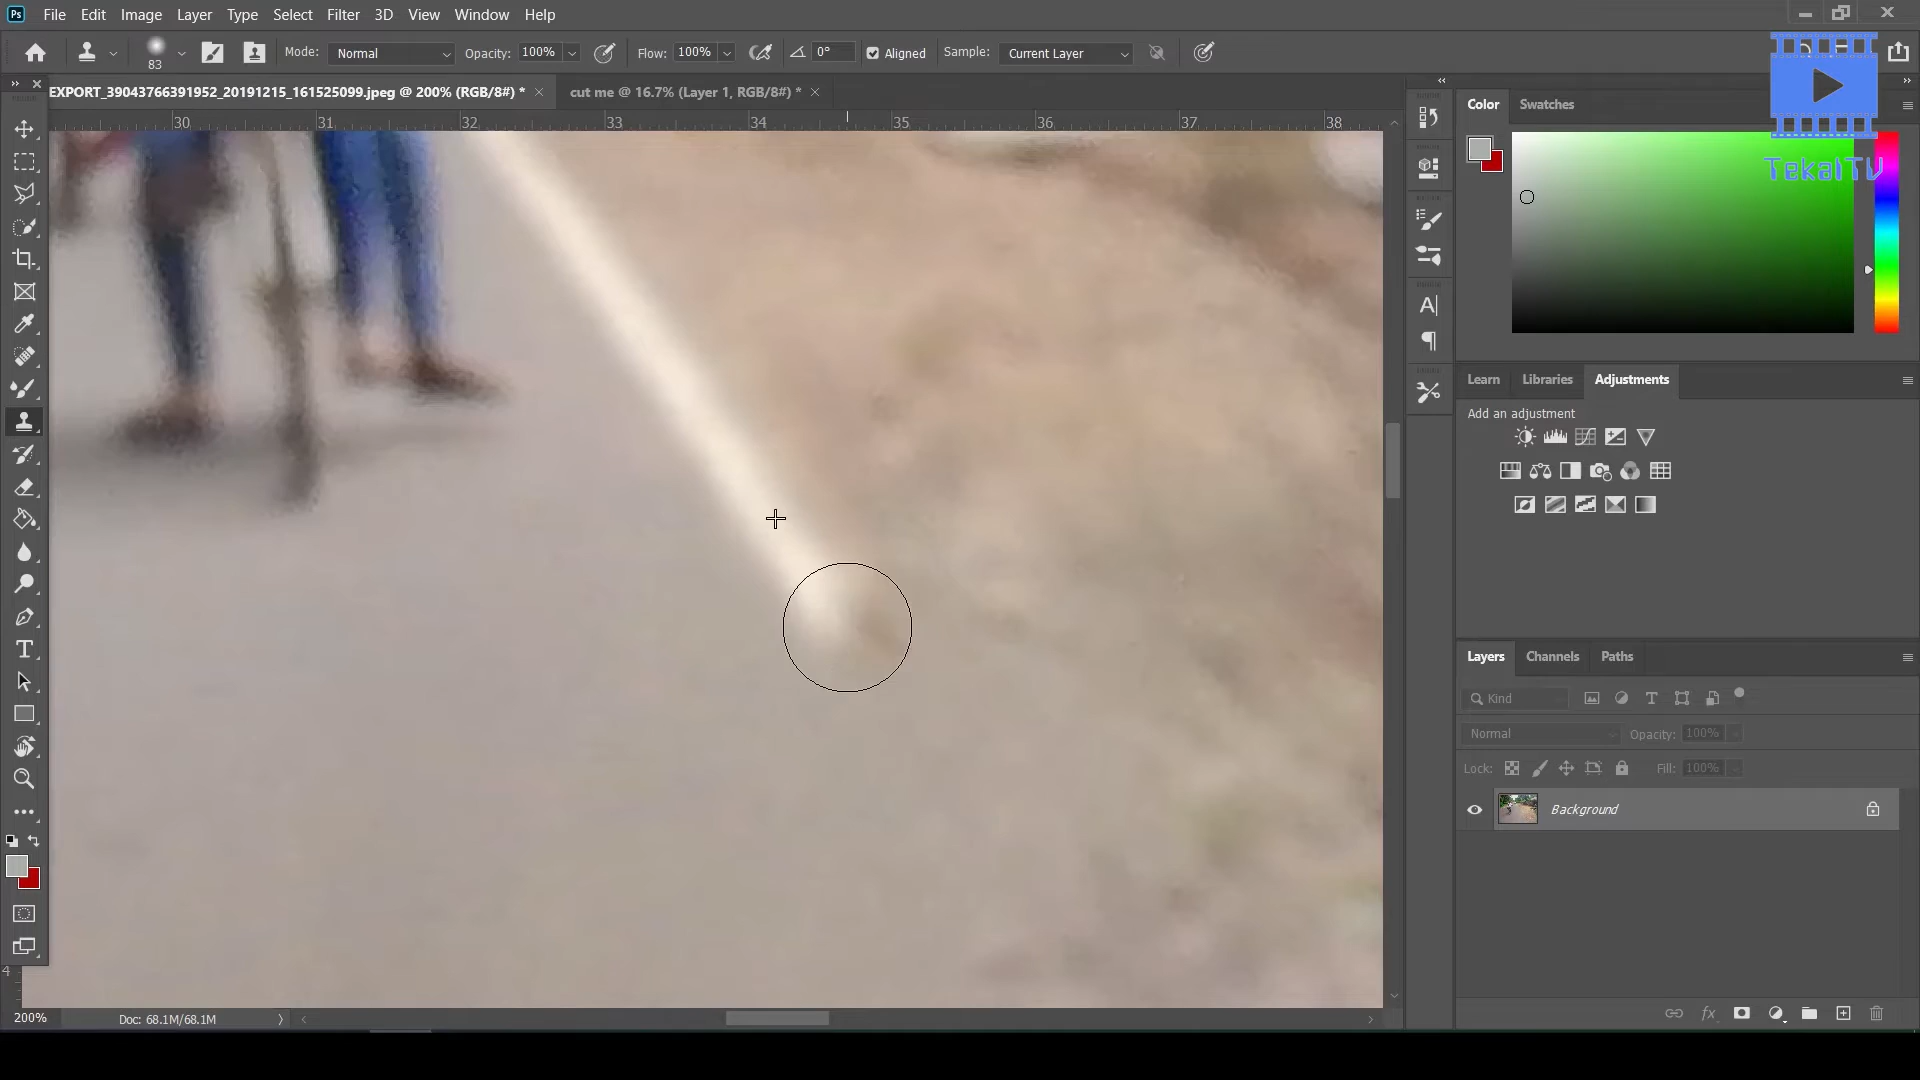 Ps File Edit Image Layer Type Select Filter 3D View Window Help
83 Mode: Normal Opacity: 100% Flow: 100% 0° Aligned Sample: Current Layer
EXPORT_39043766391952_20191215_161525099.jpeg @ 200% (RGB/8#) * cut me @ 16.7% (Layer 1, RGB/8#) *
30 31 32 33 34 35 36 37 38
Color Swatches
TekalTV
Learn Libraries Adjustments
Add an adjustment
Layers Channels Paths
Kind
Normal Opacity: 100%
Lock: Fill: 100%
Background
fx
4
200% Doc: 68.1M/68.1M